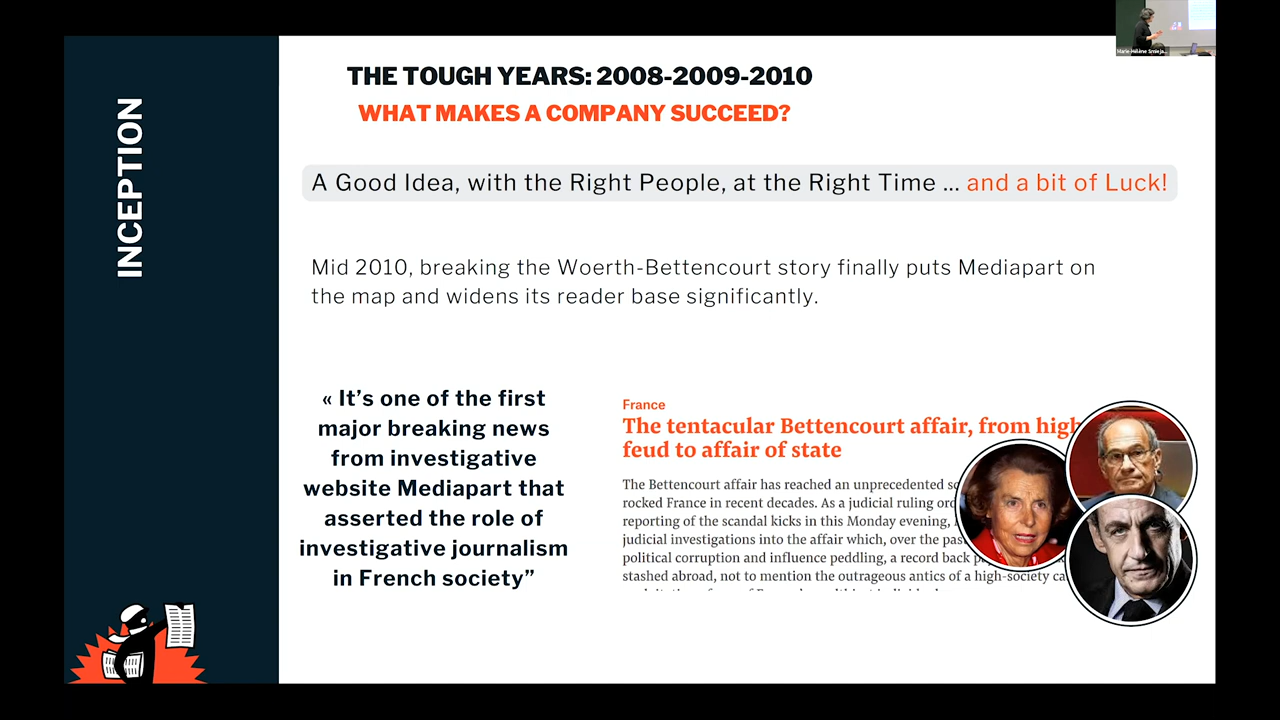 Marie-Hélène Smieja...
INCEPTION
THE TOUGH YEARS: 2008-2009-2010
WHAT MAKES A COMPANY SUCCEED?
A Good Idea, with the Right People, at the Right Time ... and a bit of Luck!
Mid 2010, breaking the Woerth-Bettencourt story finally puts Mediapart on
the map and widens its reader base significantly.
« It's one of the first
major breaking news
from investigative
website Mediapart that
asserted the role of
investigative journalism
in French society”
France
The tentacular Bettencourt affair, from high
feud to affair of state
The Bettencourt affair has reached an unprecedented
rocked France in recent decades. As a judicial ruling
reporting of the scandal kicks in this Monday evening,
judicial investigations into the affair which, over the
political corruption and influence peddling, a record back
stashed abroad, not to mention the outrageous antics of a high-society